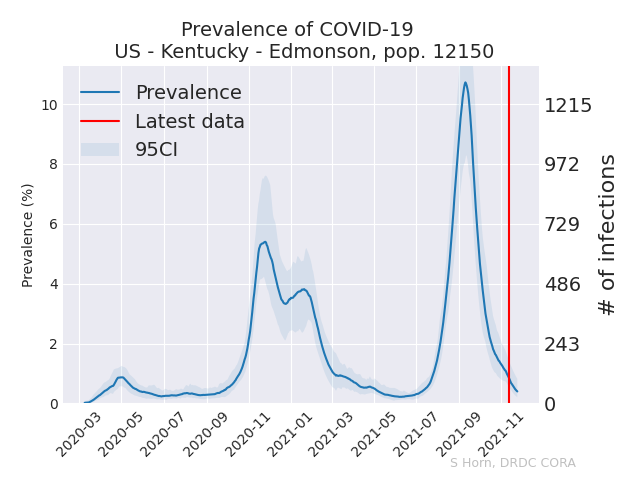 Prevalence of COVID-19
US - Kentucky - Edmonson, pop. 12150
Prevalence
Latest data
95CI
Prevalence (%)
10
8
6
4
2
0
1215
972
729
486
243
0
# of infections
2020-03
2020-05
2020-07
2020-09
2020-11
2021-01
2021-03
2021-05
2021-07
2021-09
2021-11
S Horn, DRDC CORA